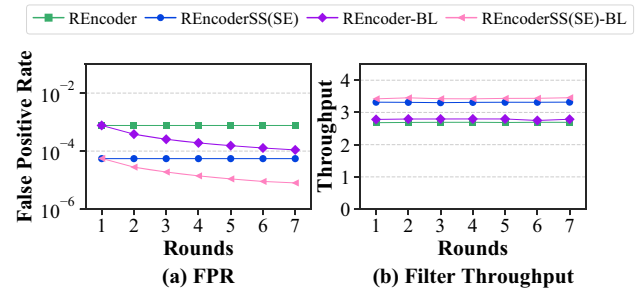 REncoder REncoderSS(SE) REncoder-BL REncoderSS(SE)-BL
False Positive Rate
10⁻²
10⁻⁴
10⁻⁶
1 2 3 4 5 6 7
Rounds
(a) FPR
Throughput
4
3
2
1
0
1 2 3 4 5 6 7
Rounds
(b) Filter Throughput